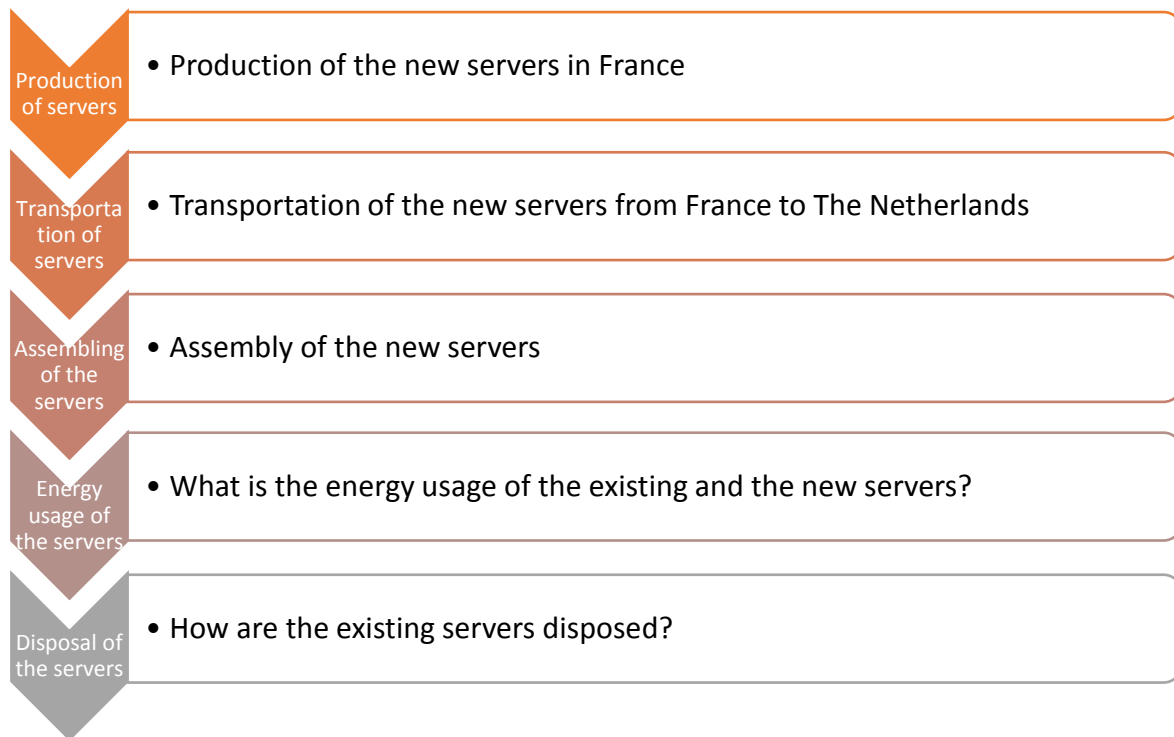 Production
of servers
• Production of the new servers in France
Transporta
tion of
servers
• Transportation of the new servers from France to The Netherlands
Assembling
of the
servers
• Assembly of the new servers
Energy
usage of
the servers
• What is the energy usage of the existing and the new servers?
Disposal of
the servers
• How are the existing servers disposed?